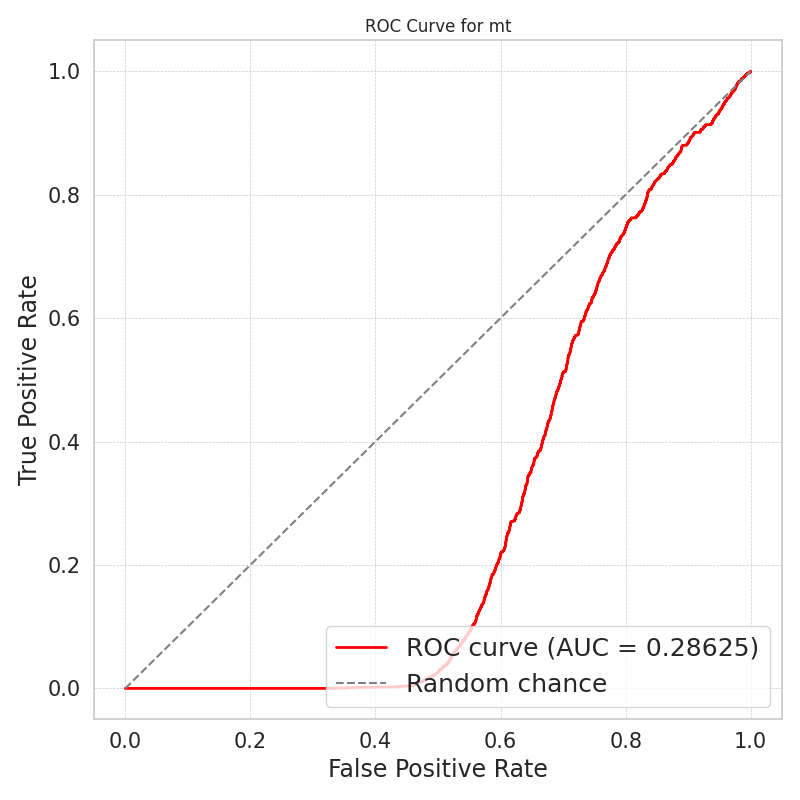 ROC Curve for mt
True Positive Rate
1.0
0.8
0.6
0.4
0.2
0.0
ROC curve (AUC = 0.28625)
Random chance
0.0 0.2 0.4 0.6 0.8 1.0
False Positive Rate